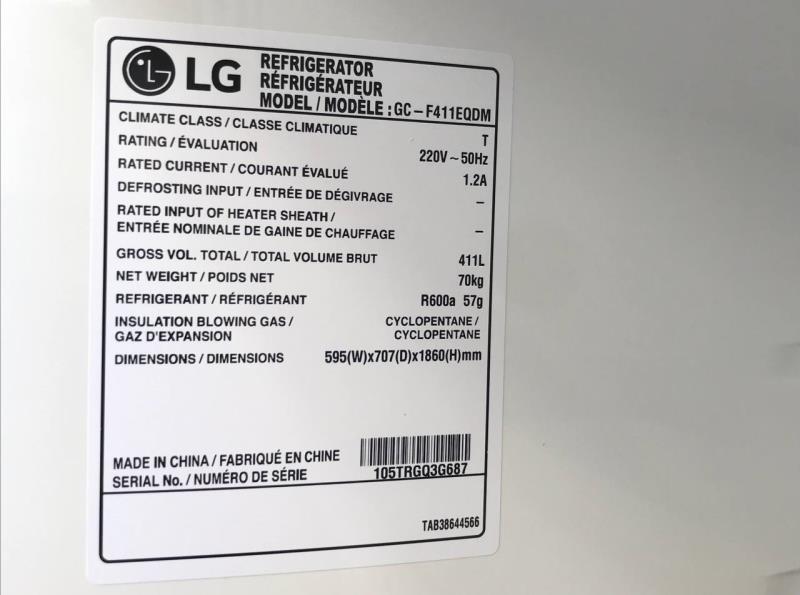 LG
REFRIGERATOR
RÉFRIGÉRATEUR
MODEL / MODÈLE : GC – F411EQDM
CLIMATE CLASS / CLASSE CLIMATIQUE T
RATING / ÉVALUATION 220V ~ 50Hz
RATED CURRENT / COURANT ÉVALUÉ 1.2A
DEFROSTING INPUT / ENTRÉE DE DÉGIVRAGE –
RATED INPUT OF HEATER SHEATH /
ENTRÉE NOMINALE DE GAINE DE CHAUFFAGE –
GROSS VOL. TOTAL / TOTAL VOLUME BRUT 411L
NET WEIGHT / POIDS NET 70kg
REFRIGERANT / RÉFRIGÉRANT R600a 57g
INSULATION BLOWING GAS / CYCLOPENTANE /
GAZ D'EXPANSION CYCLOPENTANE
DIMENSIONS / DIMENSIONS 595(W)x707(D)x1860(H)mm
MADE IN CHINA / FABRIQUÉ EN CHINE
SERIAL No. / NUMÉRO DE SÉRIE 105TRGQ3G687
TAB38644566